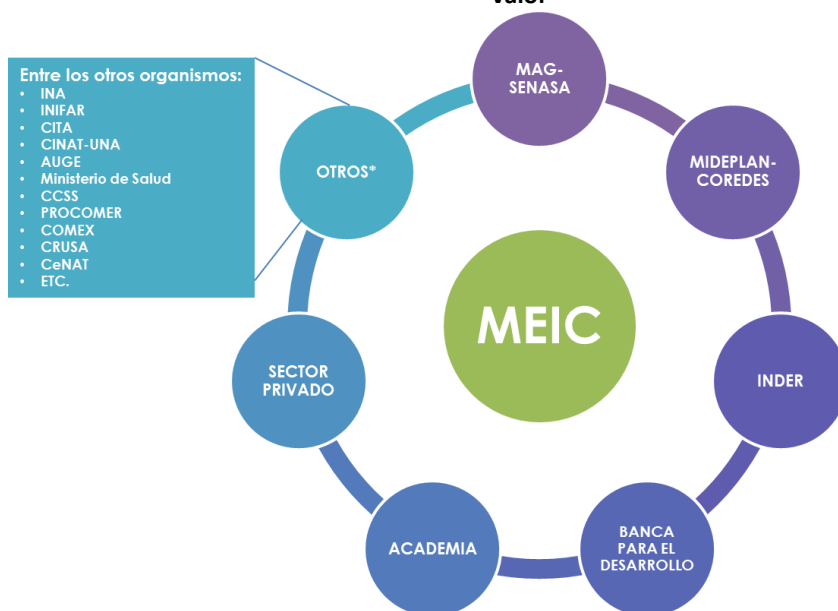 valor
Entre los otros organismos:
• INA
• INIFAR
• CITA
• CINAT-UNA
• AUGE
• Ministerio de Salud
• CCSS
• PROCOMER
• COMEX
• CRUSA
• CeNAT
• ETC.
MAG-
SENASA
MIDEPLAN-
COREDES
INDER
BANCA
PARA EL
DESARROLLO
ACADEMIA
SECTOR
PRIVADO
OTROS*
MEIC